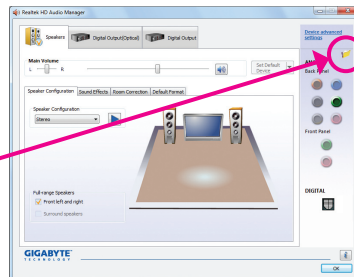 Realtek HD Audio Manager
Speakers
Digital Output(Optical)
Digital Output
Device advanced
settings
Main Volume
L
R
Set Default
Device
Back Panel
Speaker Configuration
Sound Effects
Room Correction
Default Format
Speaker Configuration
Stereo
Front Panel
Full-range Speakers
Front left and right
Surround speakers
DIGITAL
GIGABYTE
TECHNOLOGY
OK